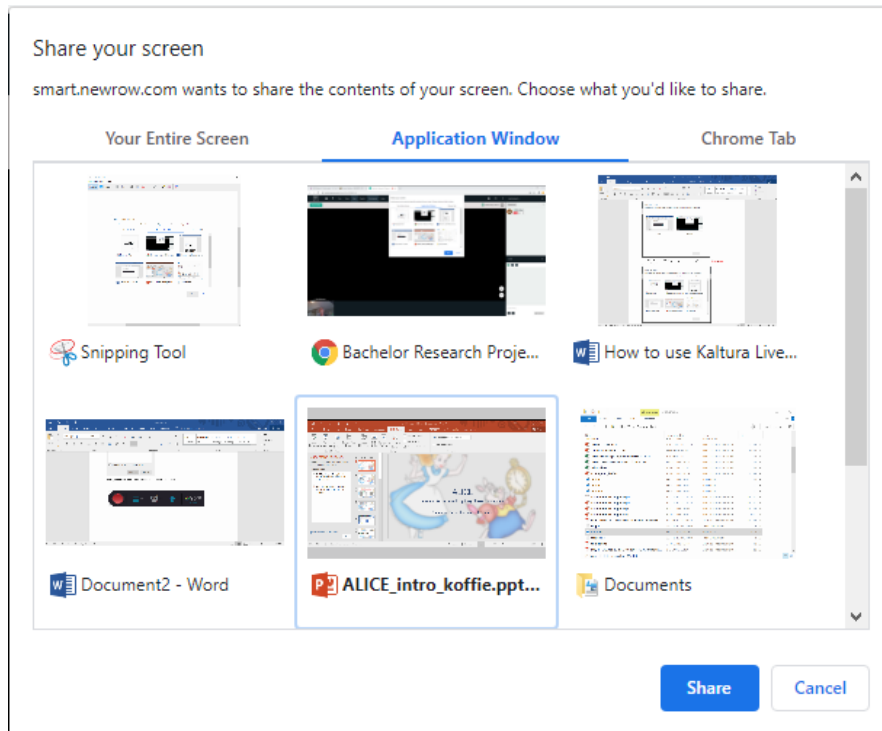 Share your screen
smart.newrow.com wants to share the contents of your screen. Choose what you'd like to share.
Your Entire Screen
Application Window
Chrome Tab
Snipping Tool
Bachelor Research Proje...
How to use Kaltura Live...
ALICE
Document2 - Word
ALICE_intro_koffie.ppt...
Documents
Share
Cancel